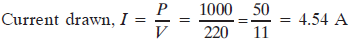 Current drawn, I = P/V = 1000/220 = 50/11 = 4.54 A